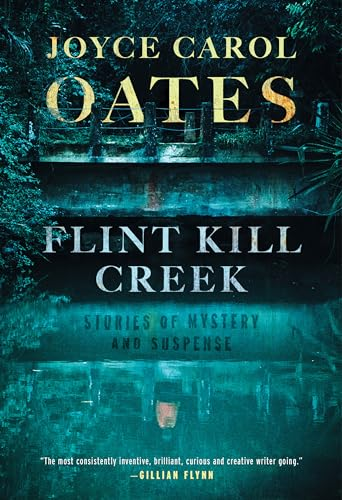 JOYCE CAROL
OATES
FLINT KILL
CREEK
STORIES OF MYSTERY
AND SUSPENSE
"The most consistently inventive, brilliant, curious and creative writer going."
—GILLIAN FLYNN